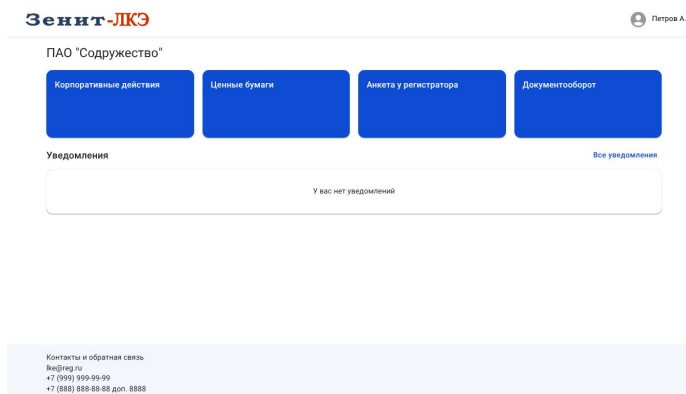 Зенит-ЛКЭ
Петров А.
ПАО "Содружество"
Корпоративные действия
Ценные бумаги
Анкета у регистратора
Документооборот
Уведомления
Все уведомления
У вас нет уведомлений
Контакты и обратная связь
lke@reg.ru
+7 (999) 999-99-99
+7 (888) 888-88-88 доп. 8888